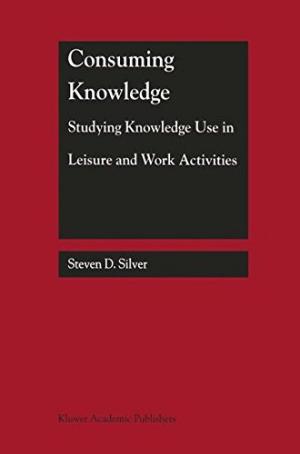 Consuming
Knowledge
Studying Knowledge Use in
Leisure and Work Activities
Steven D. Silver
Kluwer Academic Publishers